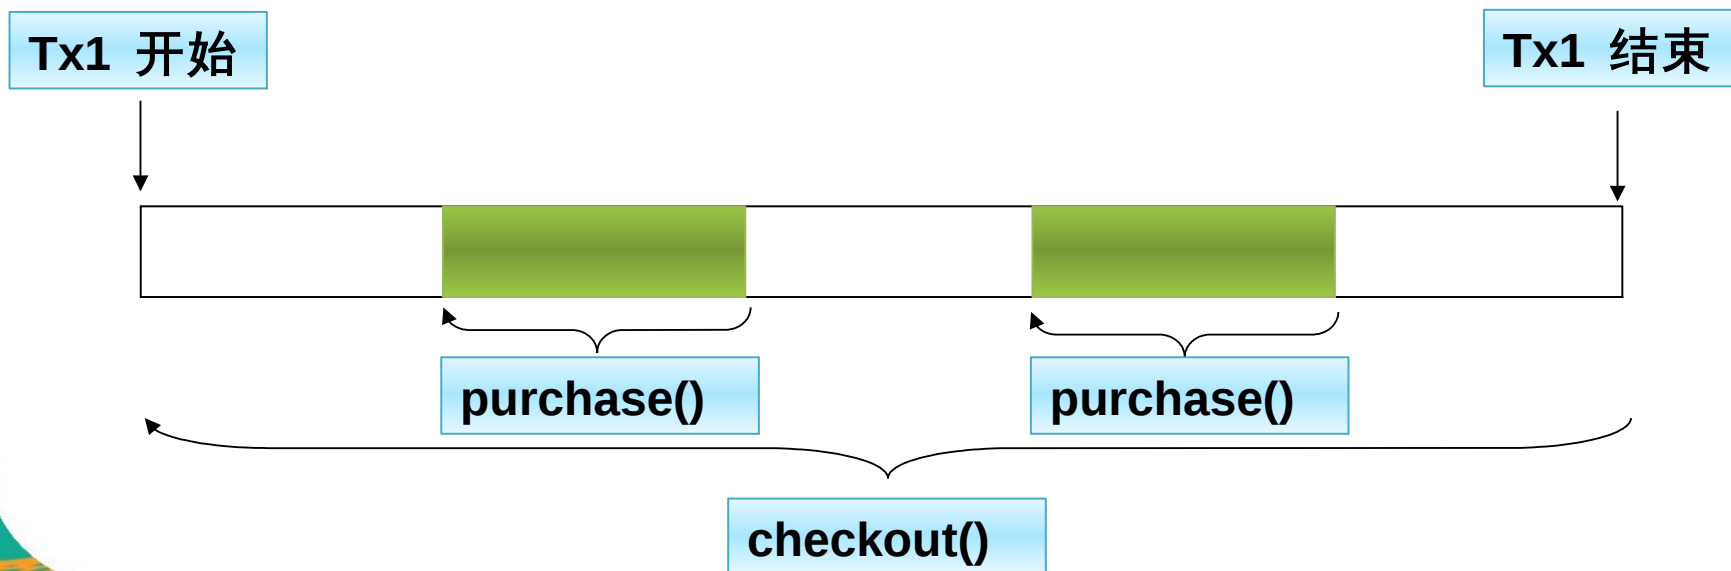 Tx1 开始
Tx1 结束
purchase()
purchase()
checkout()